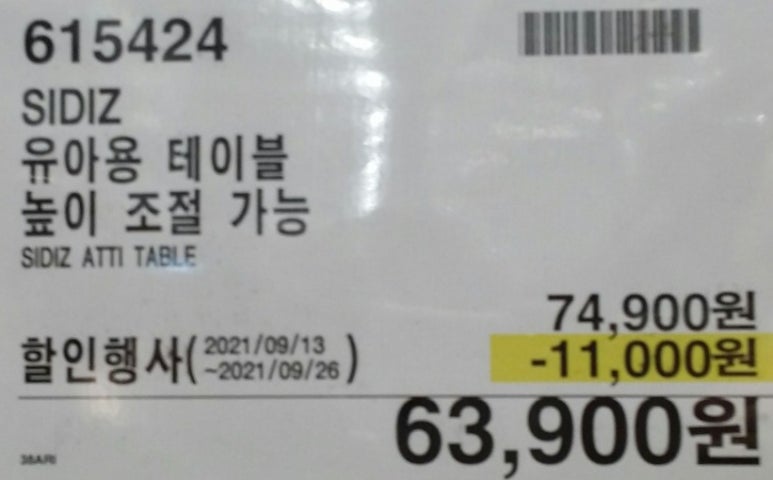 615424
SIDIZ
유아용 테이블
높이 조절 가능
SIDIZ ATTI TABLE
74,900원
할인행사( 2021/09/13 ~2021/09/26 ) -11,000원
63,900원